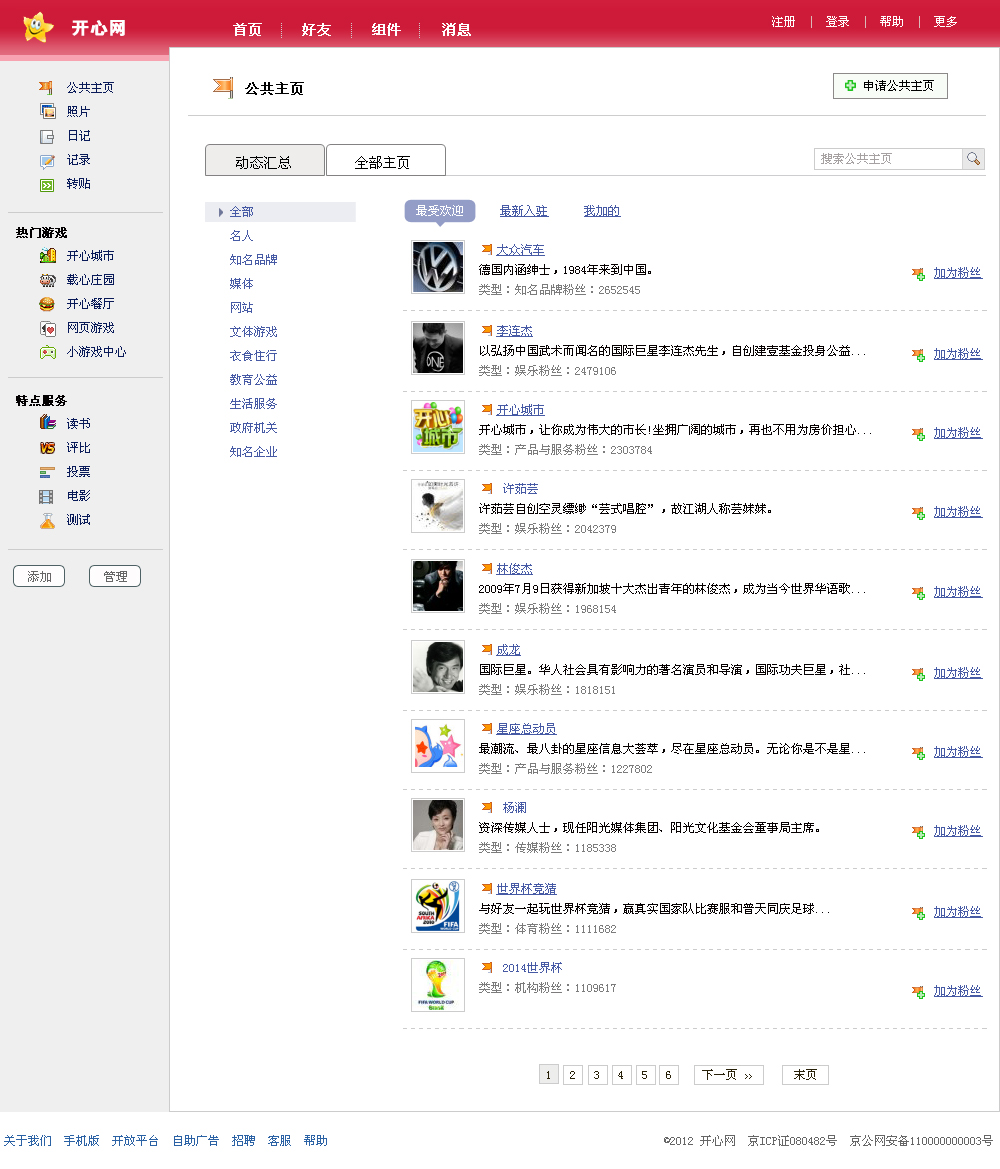 开心网
首页 好友 组件 消息
注册 登录 帮助 更多
公共主页
照片
日记
记录
转贴
热门游戏
开心城市
载心庄园
开心餐厅
网页游戏
小游戏中心
特点服务
读书
VS 评比
投票
电影
测试
添加 管理
公共主页
申请公共主页
动态汇总 全部主页
搜索公共主页
全部
名人
知名品牌
媒体
网站
文体游戏
衣食住行
教育公益
生活服务
政府机关
知名企业
最受欢迎 最新入驻 我加的
大众汽车
德国内涵绅士，1984年来到中国。
类型：知名品牌粉丝：2652545
加为粉丝
李连杰
以弘扬中国武术而闻名的国际巨星李连杰先生，自创建壹基金投身公益...
类型：娱乐粉丝：2479106
加为粉丝
ONE
开心城市
开心城市
开心城市，让你成为伟大的市长!坐拥广阔的城市，再也不用为房价担心...
类型：产品与服务粉丝：2303784
加为粉丝
许茹芸
许茹芸自创空灵缥缈“芸式唱腔”，故江湖人称芸妹妹。
类型：娱乐粉丝：2042379
加为粉丝
林俊杰
2009年7月9日获得新加坡十大杰出青年的林俊杰，成为当今世界华语歌...
类型：娱乐粉丝：1968154
加为粉丝
成龙
国际巨星。华人社会具有影响力的著名演员和导演，国际功夫巨星，社...
类型：娱乐粉丝：1818151
加为粉丝
星座总动员
最潮流、最八卦的星座信息大荟萃，尽在星座总动员。无论你是不是星...
类型：产品与服务粉丝：1227802
加为粉丝
杨澜
资深传媒人士，现任阳光媒体集团、阳光文化基金会董事局主席。
类型：传媒粉丝：1185338
加为粉丝
世界杯竞猜
与好友一起玩世界杯竞猜，赢真实国家队比赛服和普天同庆足球...
类型：体育粉丝：1111682
加为粉丝
SOUTH AFRICA 2010 FIFA WORLD CUP
2014世界杯
类型：机构粉丝：1109617
加为粉丝
FIFA WORLD CUP
Brasil
1 2 3 4 5 6 下一页 ›› 末页
关于我们 手机版 开放平台 自助广告 招聘 客服 帮助
©2012 开心网 京ICP证080482号 京公网安备110000000003号